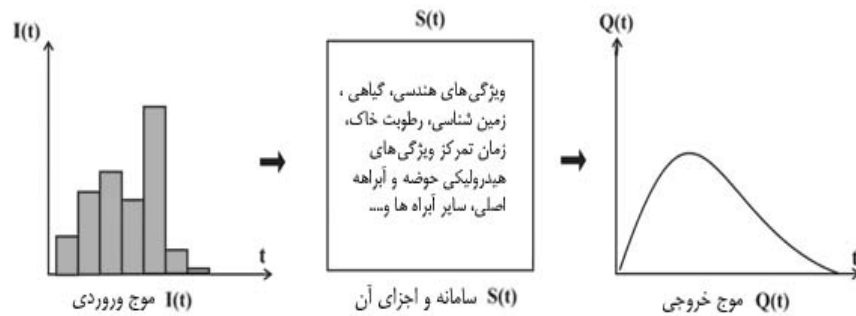 I(t)
t
موج وروردی I(t)
S(t)
ویژگی‌های هندسی، گیاهی ،
زمین شناسی، رطوبت خاک،
زمان تمرکز ویژگی‌های
هیدرولیکی حوضه و آبراهه
اصلی، سایر آبراه ها و....
سامانه و اجزای آن S(t)
Q(t)
t
موج خروجی Q(t)